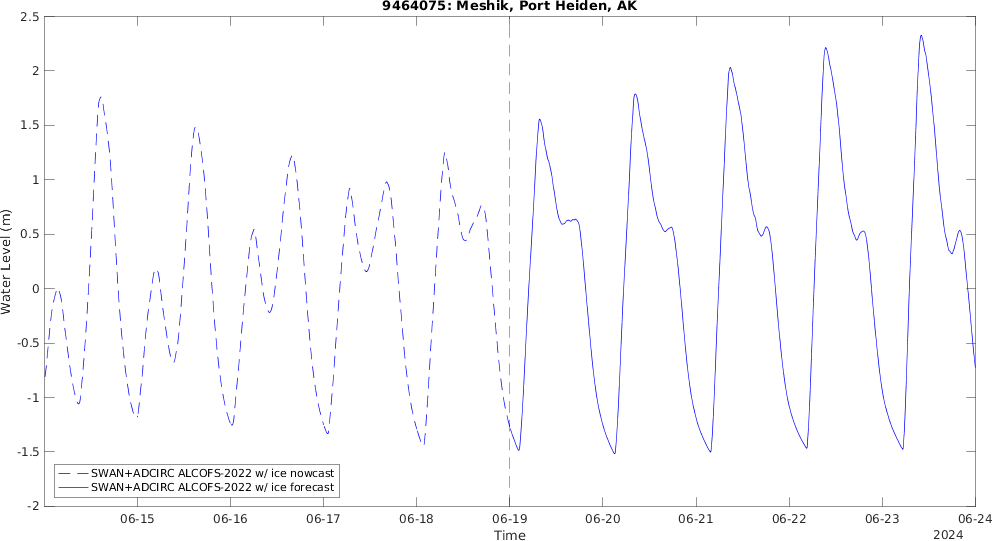 9464075: Meshik, Port Heiden, AK
2.5
2
1.5
1
0.5
0
-0.5
-1
-1.5
-2
Water Level (m)
SWAN+ADCIRC ALCOFS-2022 w/ ice nowcast
SWAN+ADCIRC ALCOFS-2022 w/ ice forecast
06-15 06-16 06-17 06-18 06-19 06-20 06-21 06-22 06-23 06-24
Time
2024